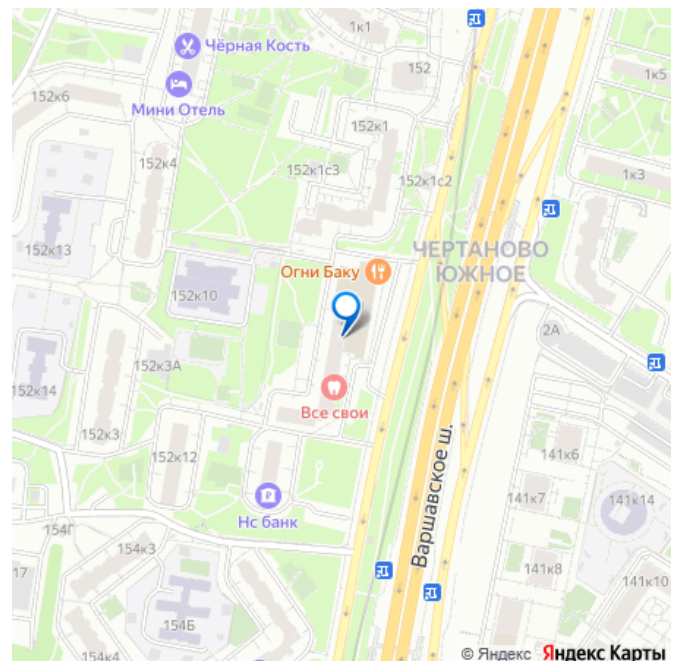 1к1
Чёрная Кость
152
1к5
152к6
Мини Отель
152к1
152к4
152к1с3
1к3
152к1с2
ЧЕРТАНОВО
ЮЖНОЕ
152к13
Огни Баку
152к10
2А
152к3А
152к14
Все свои
152к3
152к12
141к6
Варшавское ш.
141к7
141к14
Нс банк
154Г
154к3
17
141к8
141к10
154Б
154к4
© Яндекс Яндекс Карты